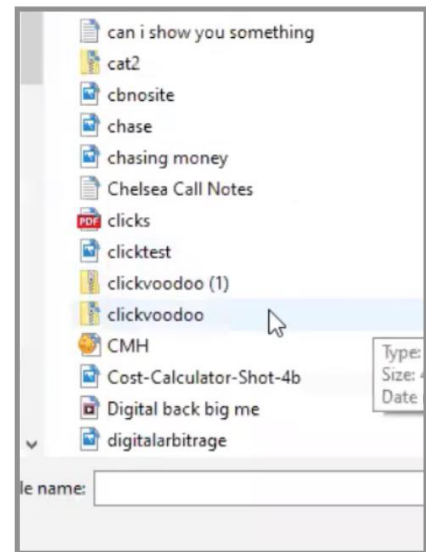 can i show you something
cat2
cbnosite
chase
chasing money
Chelsea Call Notes
PDF clicks
clicktest
clickvoodoo (1)
clickvoodoo
CMH
Type:
Cost-Calculator-Shot-4b
Size:
Digital back big me
Date
digitalarbitrage
le name: